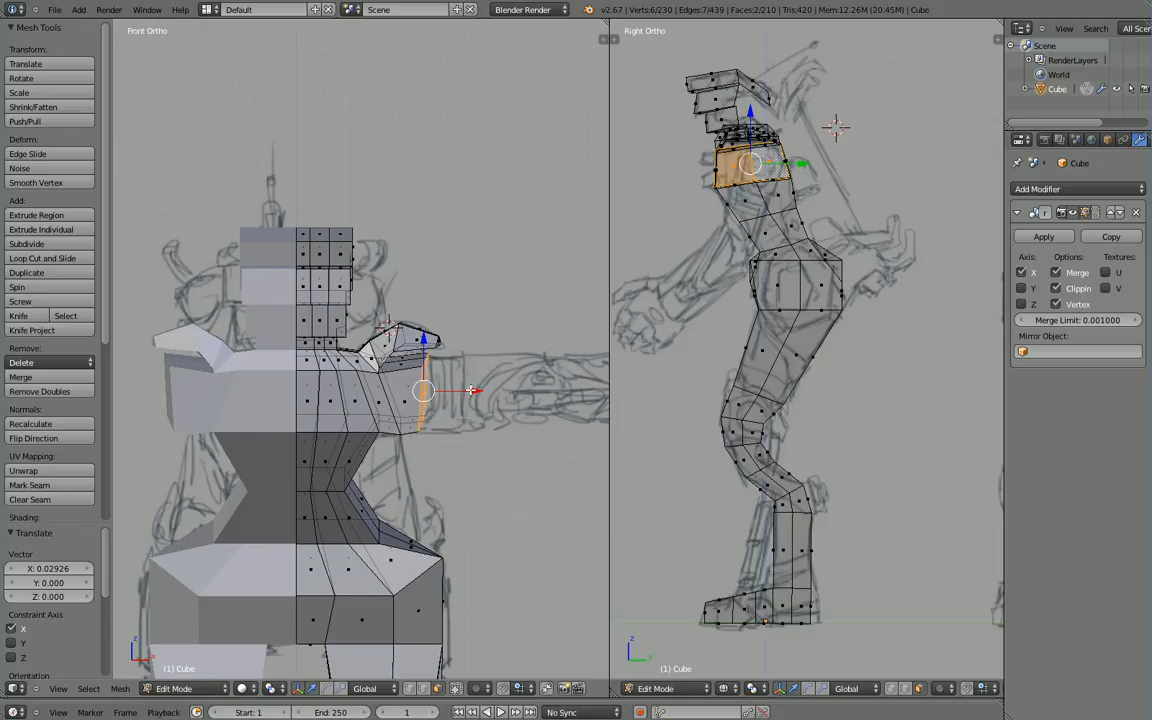 File Add Render Window Help Default Scene Blender Render v2.67 | Verts:6/230 | Edges:7/439 | Faces:2/210 | Tris:420 | Mem:12.26M (20.45M) | Cube
Mesh Tools
Transform:
Translate
Rotate
Scale
Shrink/Fatten
Push/Pull
Deform:
Edge Slide
Noise
Smooth Vertex
Add:
Extrude Region
Extrude Individual
Subdivide
Loop Cut and Slide
Duplicate
Spin
Screw
Knife Select
Knife Project
Remove:
Delete
Merge
Remove Doubles
Normals:
Recalculate
Flip Direction
UV Mapping:
Unwrap
Mark Seam
Clear Seam
Shading:
Translate
Vector
X: 0.02926
Y: 0.000
Z: 0.000
Constraint Axis
X
Y
Z
Orientation
Front Ortho
z
x
(1) Cube
View Select Mesh Edit Mode Global
Right Ortho
z
y
(1) Cube
View Select Mesh Edit Mode Global
View Search All Scen
Scene
RenderLayers
World
Cube
Cube
Add Modifier
Apply Copy
Axis: Options: Textures:
X Merge U
Y Clippin V
Z Vertex
Merge Limit: 0.001000
Mirror Object:
View Marker Frame Playback Start: 1 End: 250 1 No Sync